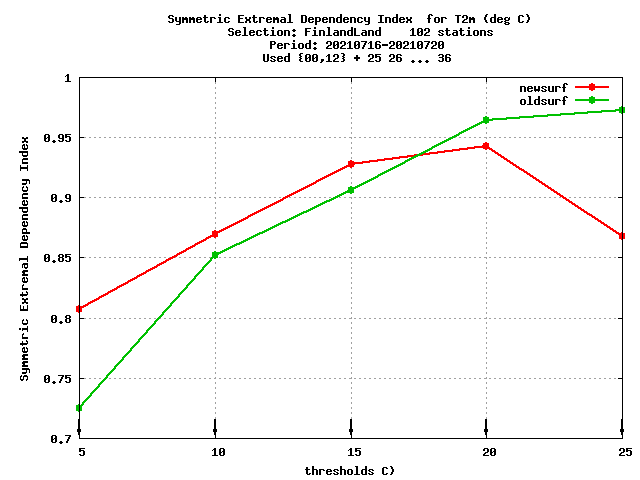 Symmetric Extremal Dependency Index  for T2m (deg C)
Selection: FinlandLand    102 stations
Period: 20210716-20210720
Used {00,12} + 25 26 ... 36
newsurf
oldsurf
Symmetric Extremal Dependency Index
1
0.95
0.9
0.85
0.8
0.75
0.7
5 10 15 20 25
thresholds C)